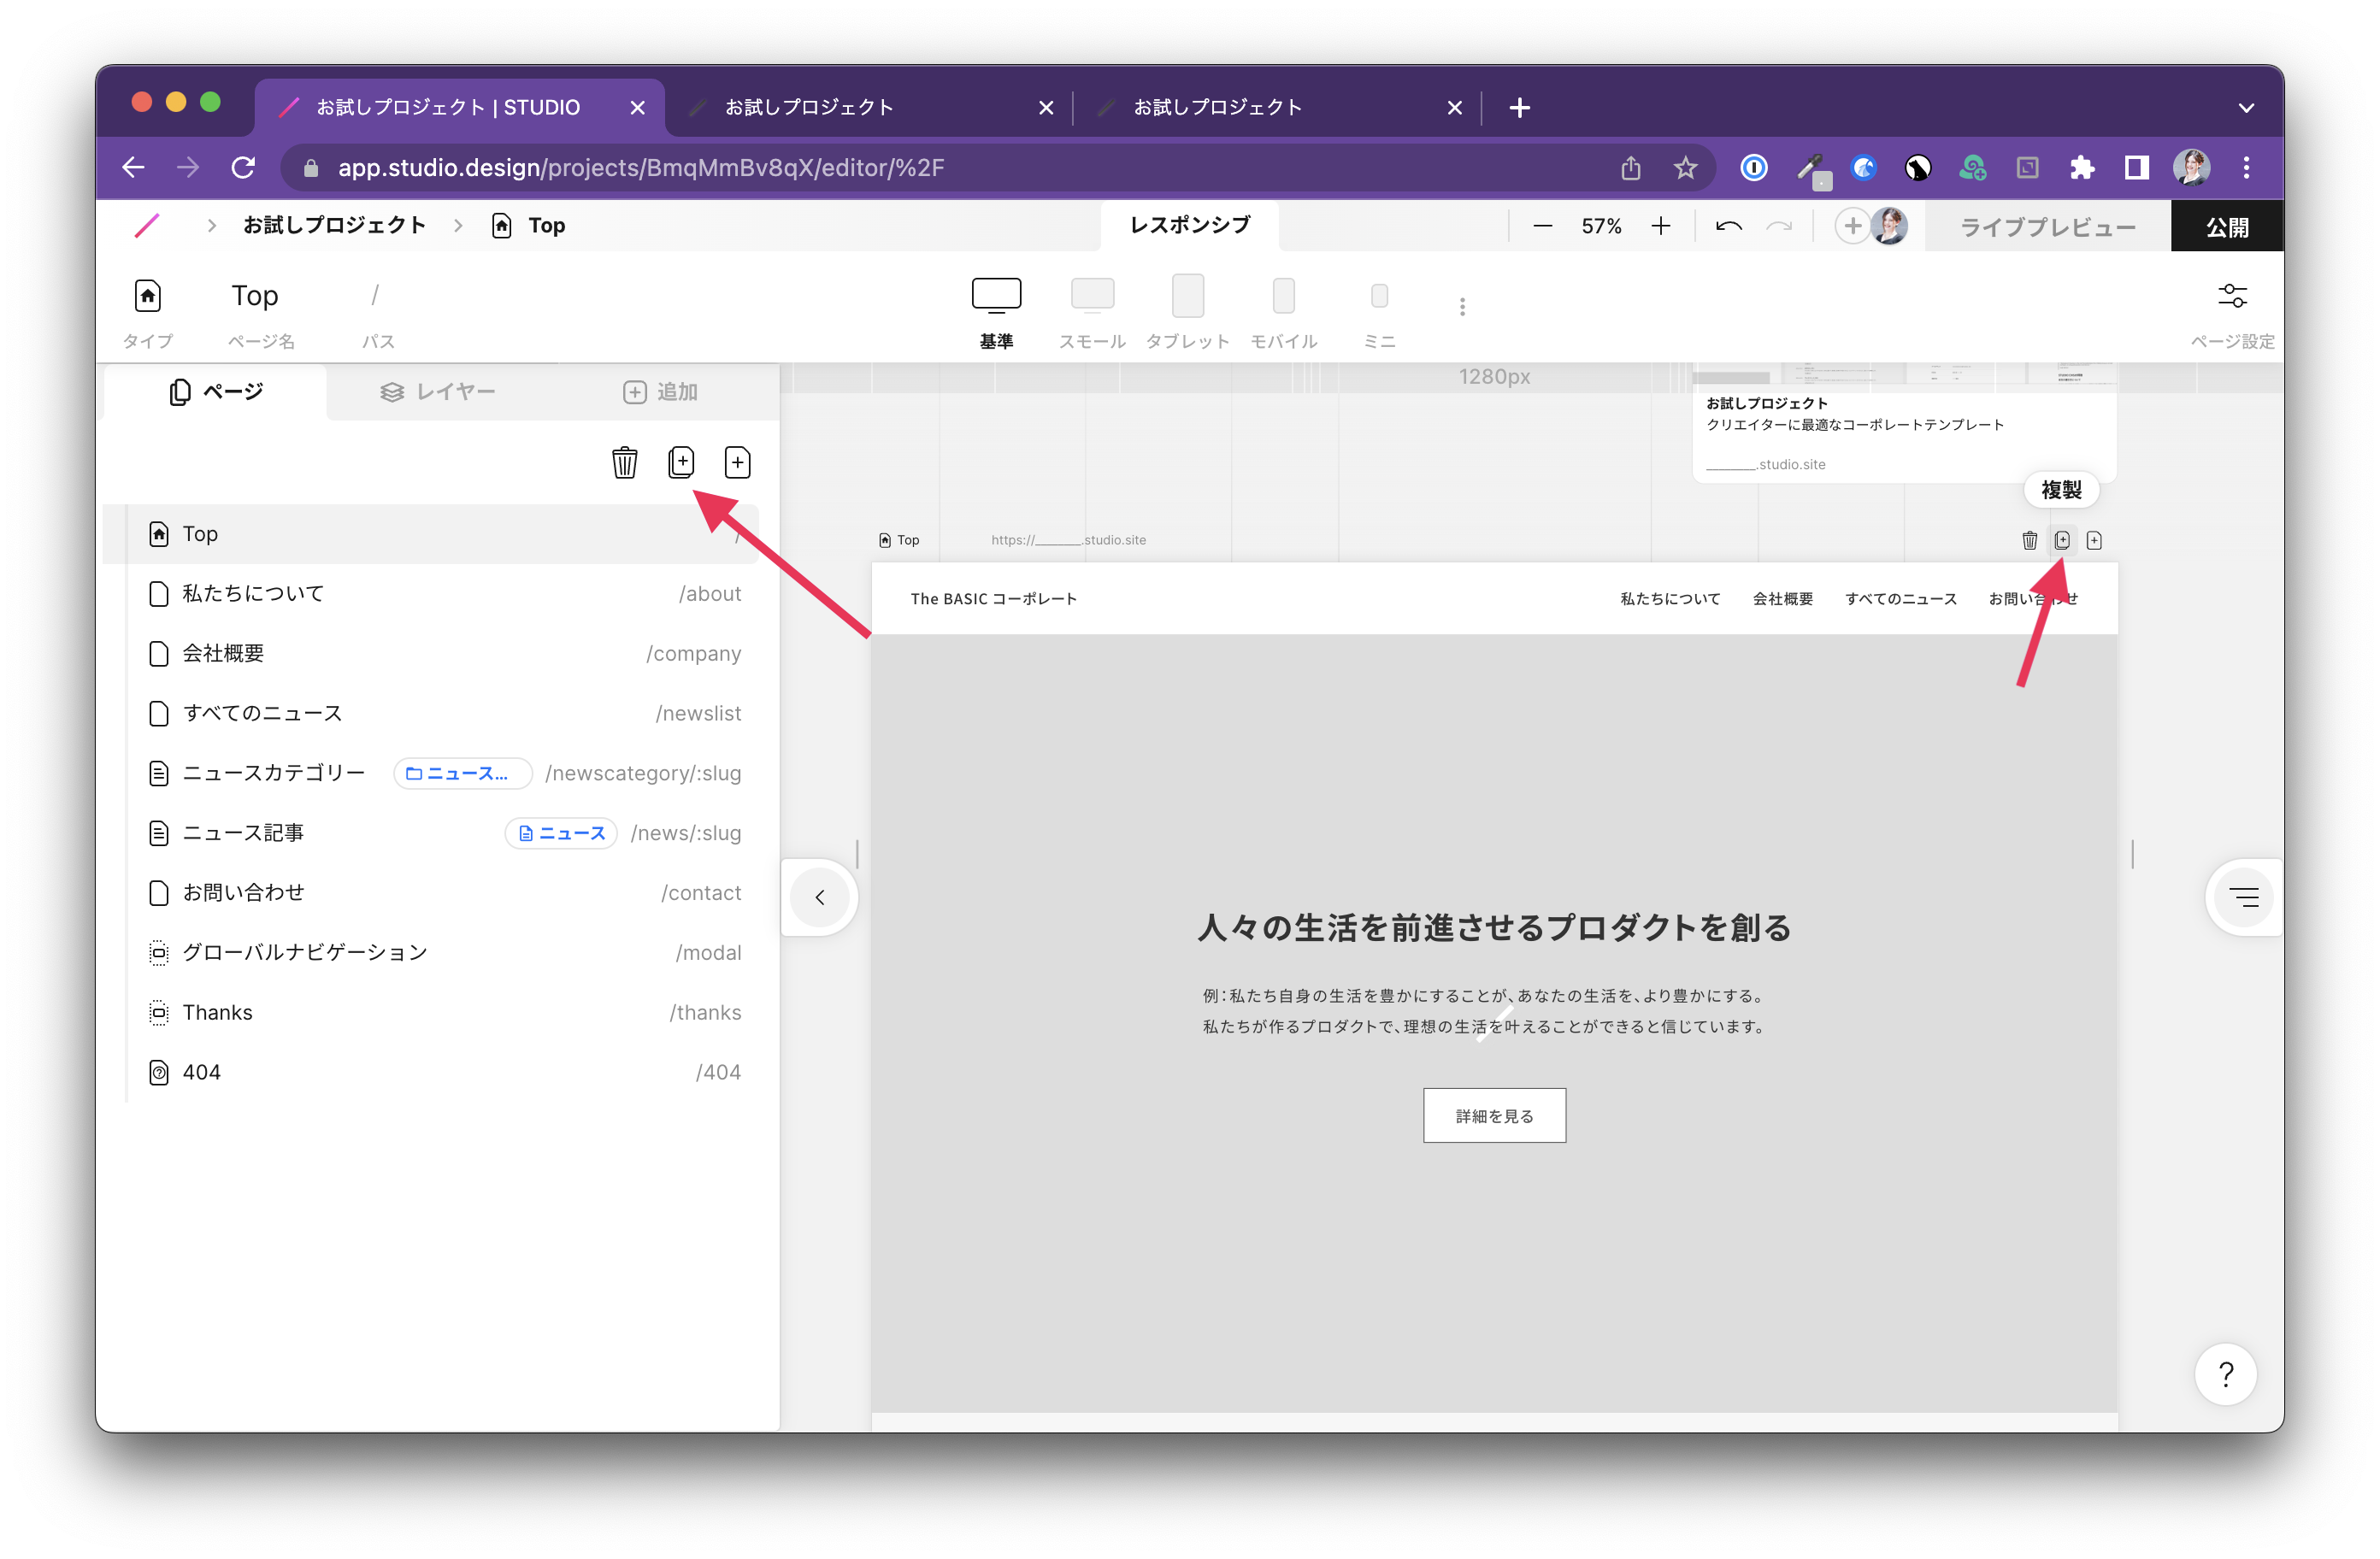 お試しプロジェクト | STUDIO
お試しプロジェクト
お試しプロジェクト
app.studio.design/projects/BmqMmBv8qX/editor/%2F
お試しプロジェクト
Top
レスポンシブ
57%
ライブプレビュー
公開
Top
/
タイプ
ページ名
パス
基準
スモール
タブレット
モバイル
ミニ
ページ設定
ページ
レイヤー
追加
1280px
お試しプロジェクト
クリエイターに最適なコーポレートテンプレート
________.studio.site
複製
Top
/
私たちについて
/about
会社概要
/company
すべてのニュース
/newslist
ニュースカテゴリー
ニュース...
/newscategory/:slug
ニュース記事
ニュース
/news/:slug
お問い合わせ
/contact
グローバルナビゲーション
/modal
Thanks
/thanks
404
/404
Top
https://________.studio.site
The BASIC コーポレート
私たちについて
会社概要
すべてのニュース
お問い合わせ
人々の生活を前進させるプロダクトを創る
例：私たち自身の生活を豊かにすることが、あなたの生活を、より豊かにする。
私たちが作るプロダクトで、理想の生活を叶えることができると信じています。
詳細を見る
?